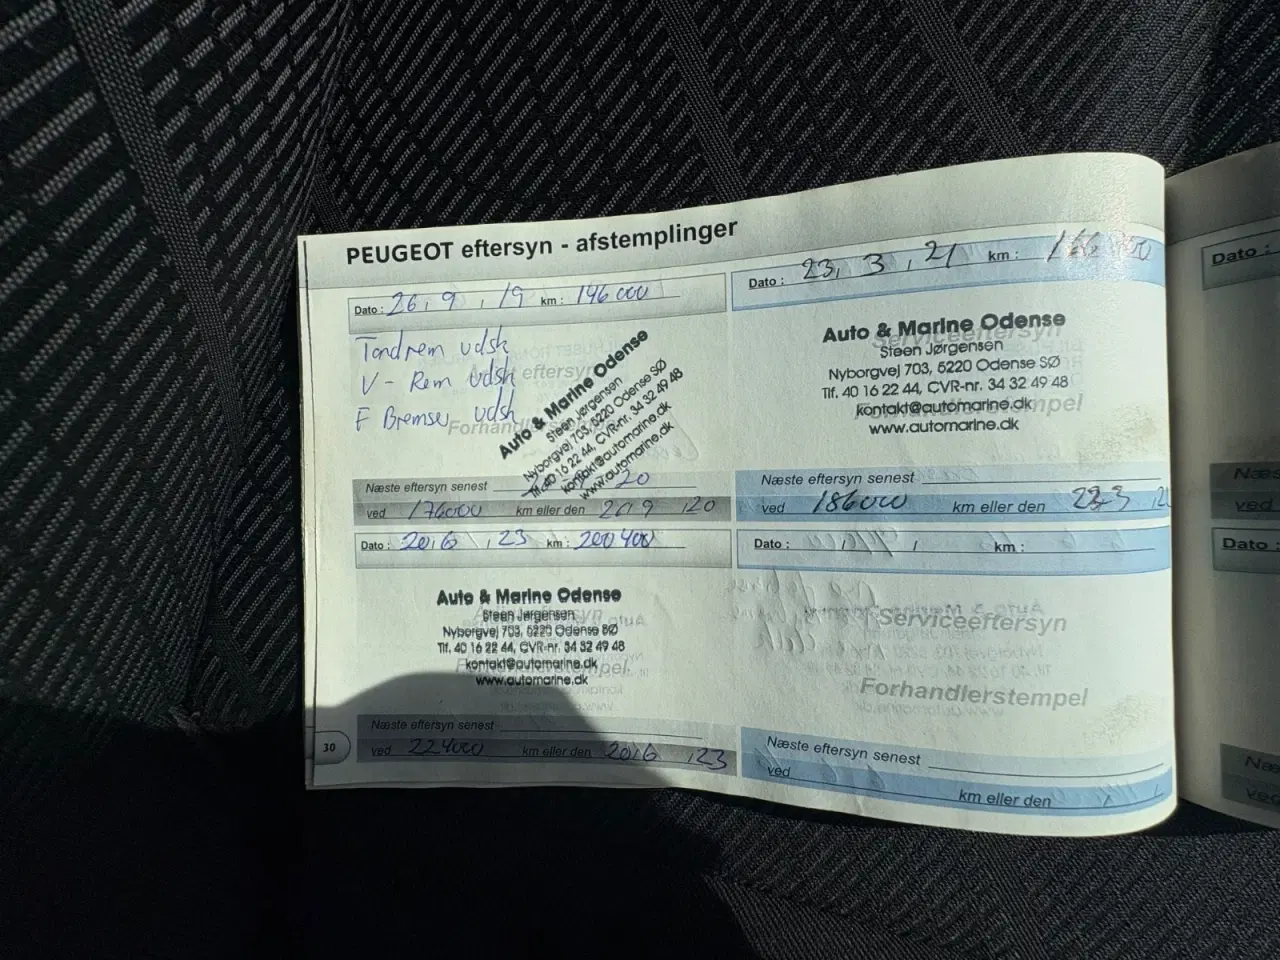 PEUGEOT eftersyn - afstemplinger
Dato : 26, 9 , 19 km : 146000
Tandrem udsk
V - Rem udsk
F Bremser udsk
Auto & Marine Odense
Steen Jørgensen
Nyborgvej 703, 5220 Odense SØ
Tlf. 40 16 22 44, CVR-nr. 34 32 49 48
kontakt@automarine.dk
www.automarine.dk
Næste eftersyn senest
ved 176000 km eller den 20 9 , 20
Dato : 23, 3 , 21 km :
Serviceeftersyn
Auto & Marine Odense
Steen Jørgensen
Nyborgvej 703, 5220 Odense SØ
Tlf. 40 16 22 44, CVR-nr. 34 32 49 48
Forhandlerstempel
kontakt@automarine.dk
www.automarine.dk
Næste eftersyn senest
ved 186000 km eller den
Dato : 20,6 , 23 km : 200400
Auto & Marine Odense
Steen Jørgensen
Nyborgvej 703, 5220 Odense SØ
Tlf. 40 16 22 44, CVR-nr. 34 32 49 48
kontakt@automarine.dk
www.automarine.dk
Næste eftersyn senest
ved 224000 km eller den 20,6 , 23
Dato : / / km :
Serviceeftersyn
Forhandlerstempel
Næste eftersyn senest
ved km eller den
30
Dato :
Næ
ved
Dato :
Næ
ved